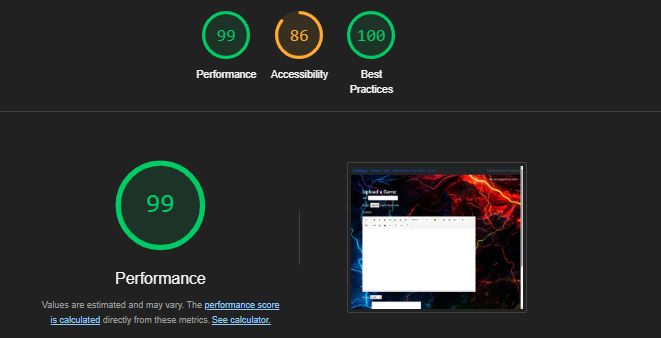 99
86
100
Performance
Accessibility
Best
Practices
99
Performance
Values are estimated and may vary. The performance score
is calculated directly from these metrics. See calculator.
Upload a Game